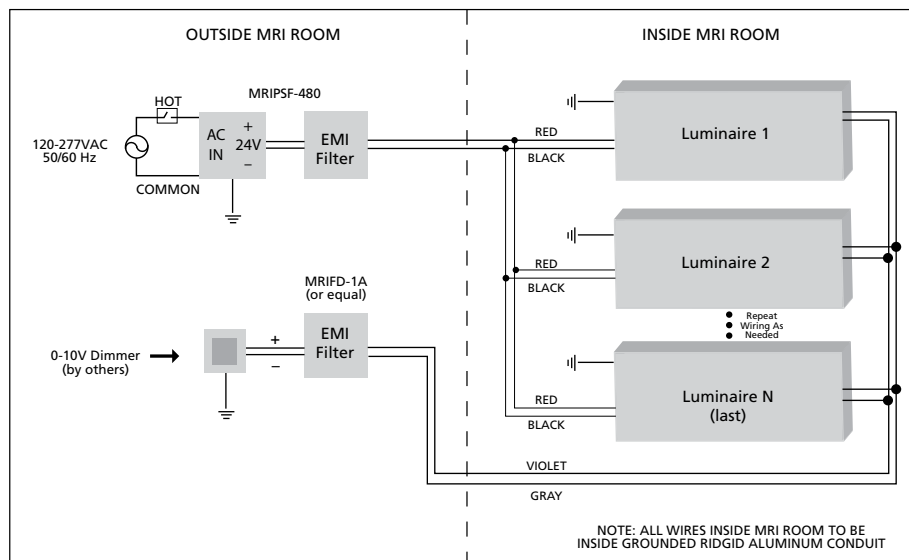 OUTSIDE MRI ROOM
INSIDE MRI ROOM
MRIPSF-480
HOT
AC
IN
+
24V
–
EMI
Filter
120-277VAC
50/60 Hz
COMMON
RED
BLACK
Luminaire 1
RED
BLACK
Luminaire 2
Repeat
Wiring As
Needed
MRIFD-1A
(or equal)
0-10V Dimmer
(by others)
+
–
EMI
Filter
RED
BLACK
Luminaire N
(last)
VIOLET
GRAY
NOTE: ALL WIRES INSIDE MRI ROOM TO BE
INSIDE GROUNDED RIDGID ALUMINUM CONDUIT